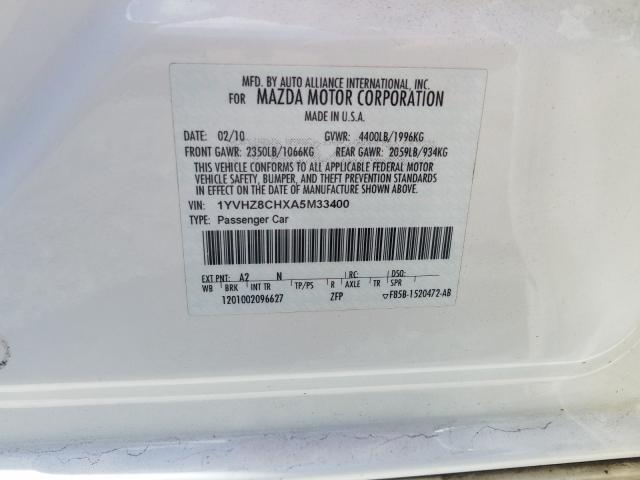 MFD. BY AUTO ALLIANCE INTERNATIONAL, INC.
FOR MAZDA MOTOR CORPORATION
MADE IN U.S.A.
DATE: 02/10 GVWR: 4400LB/1996KG
FRONT GAWR: 2350LB/1066KG REAR GAWR: 2059LB/934KG
THIS VEHICLE CONFORMS TO ALL APPLICABLE FEDERAL MOTOR
VEHICLE SAFETY, BUMPER, AND THEFT PREVENTION STANDARDS
IN EFFECT ON THE DATE OF MANUFACTURE SHOWN ABOVE.
VIN: 1YVHZ8CHXA5M33400
TYPE: Passenger Car
EXT PNT: A2 N RC: DSO:
WB BRK INT TR TP/PS R AXLE TR SPR
1201002096627 ZFP ▽F85B-1520472-AB